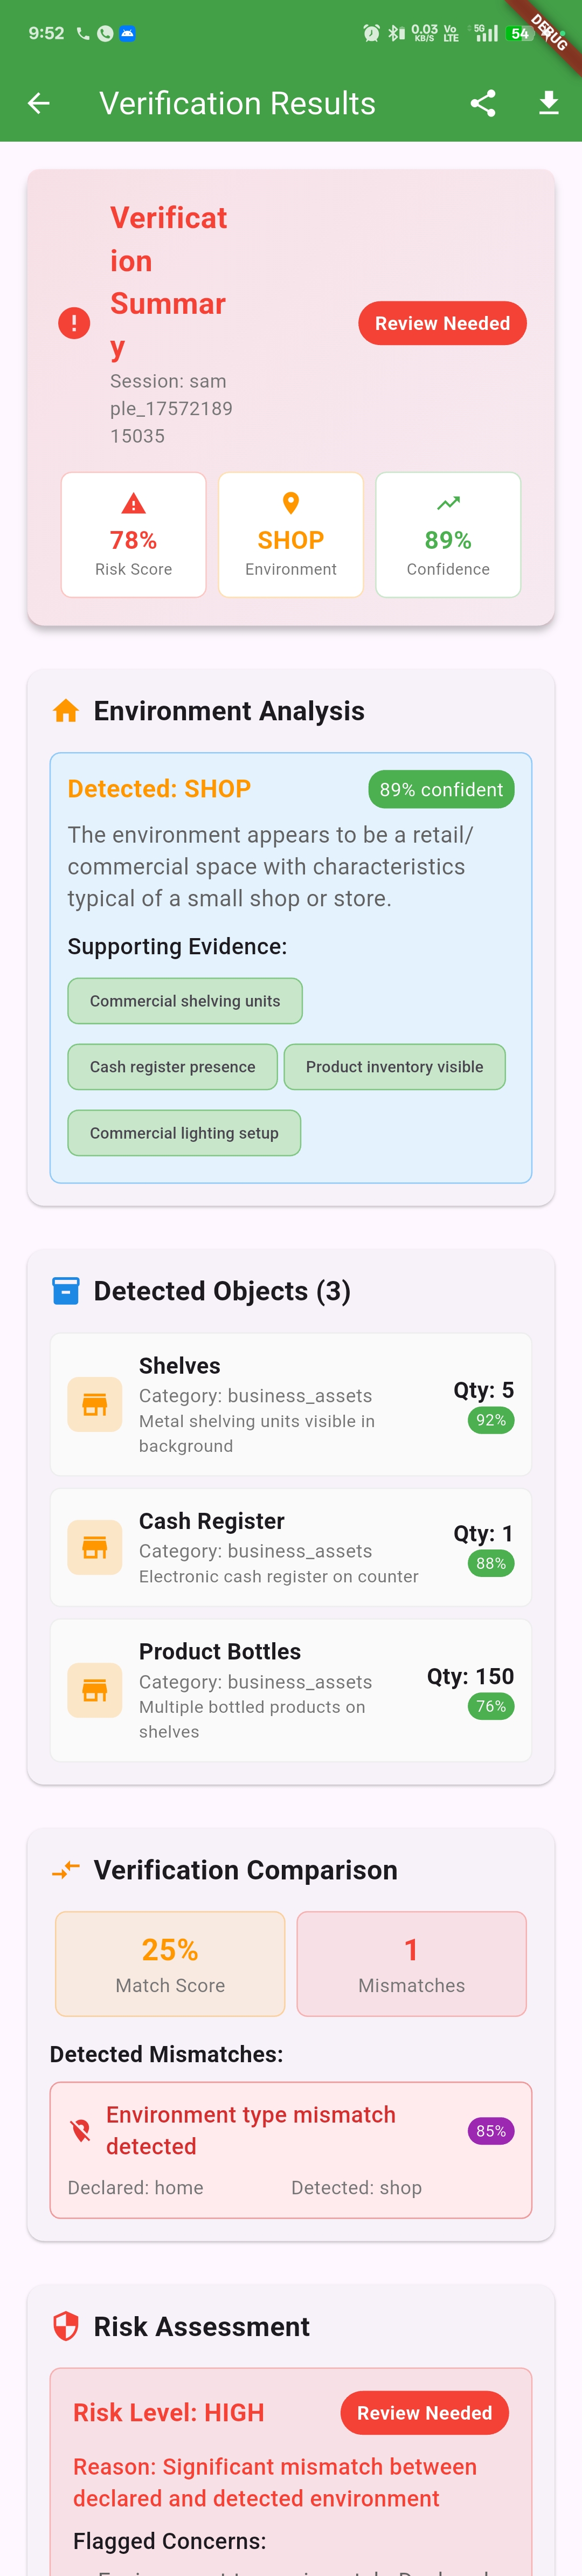 9:52
0.03
KB/S
Vo
LTE
5G
54
DEBUG
Verification Results
Verificat
ion
Summar
y
Session: sam
ple_17572189
15035
Review Needed
78%
Risk Score
SHOP
Environment
89%
Confidence
Environment Analysis
Detected: SHOP
89% confident
The environment appears to be a retail/
commercial space with characteristics
typical of a small shop or store.
Supporting Evidence:
Commercial shelving units
Cash register presence
Product inventory visible
Commercial lighting setup
Detected Objects (3)
Shelves
Category: business_assets
Metal shelving units visible in
background
Qty: 5
92%
Cash Register
Category: business_assets
Electronic cash register on counter
Qty: 1
88%
Product Bottles
Category: business_assets
Multiple bottled products on
shelves
Qty: 150
76%
Verification Comparison
25%
Match Score
1
Mismatches
Detected Mismatches:
Environment type mismatch
detected
85%
Declared: home
Detected: shop
Risk Assessment
Risk Level: HIGH
Review Needed
Reason: Significant mismatch between
declared and detected environment
Flagged Concerns: